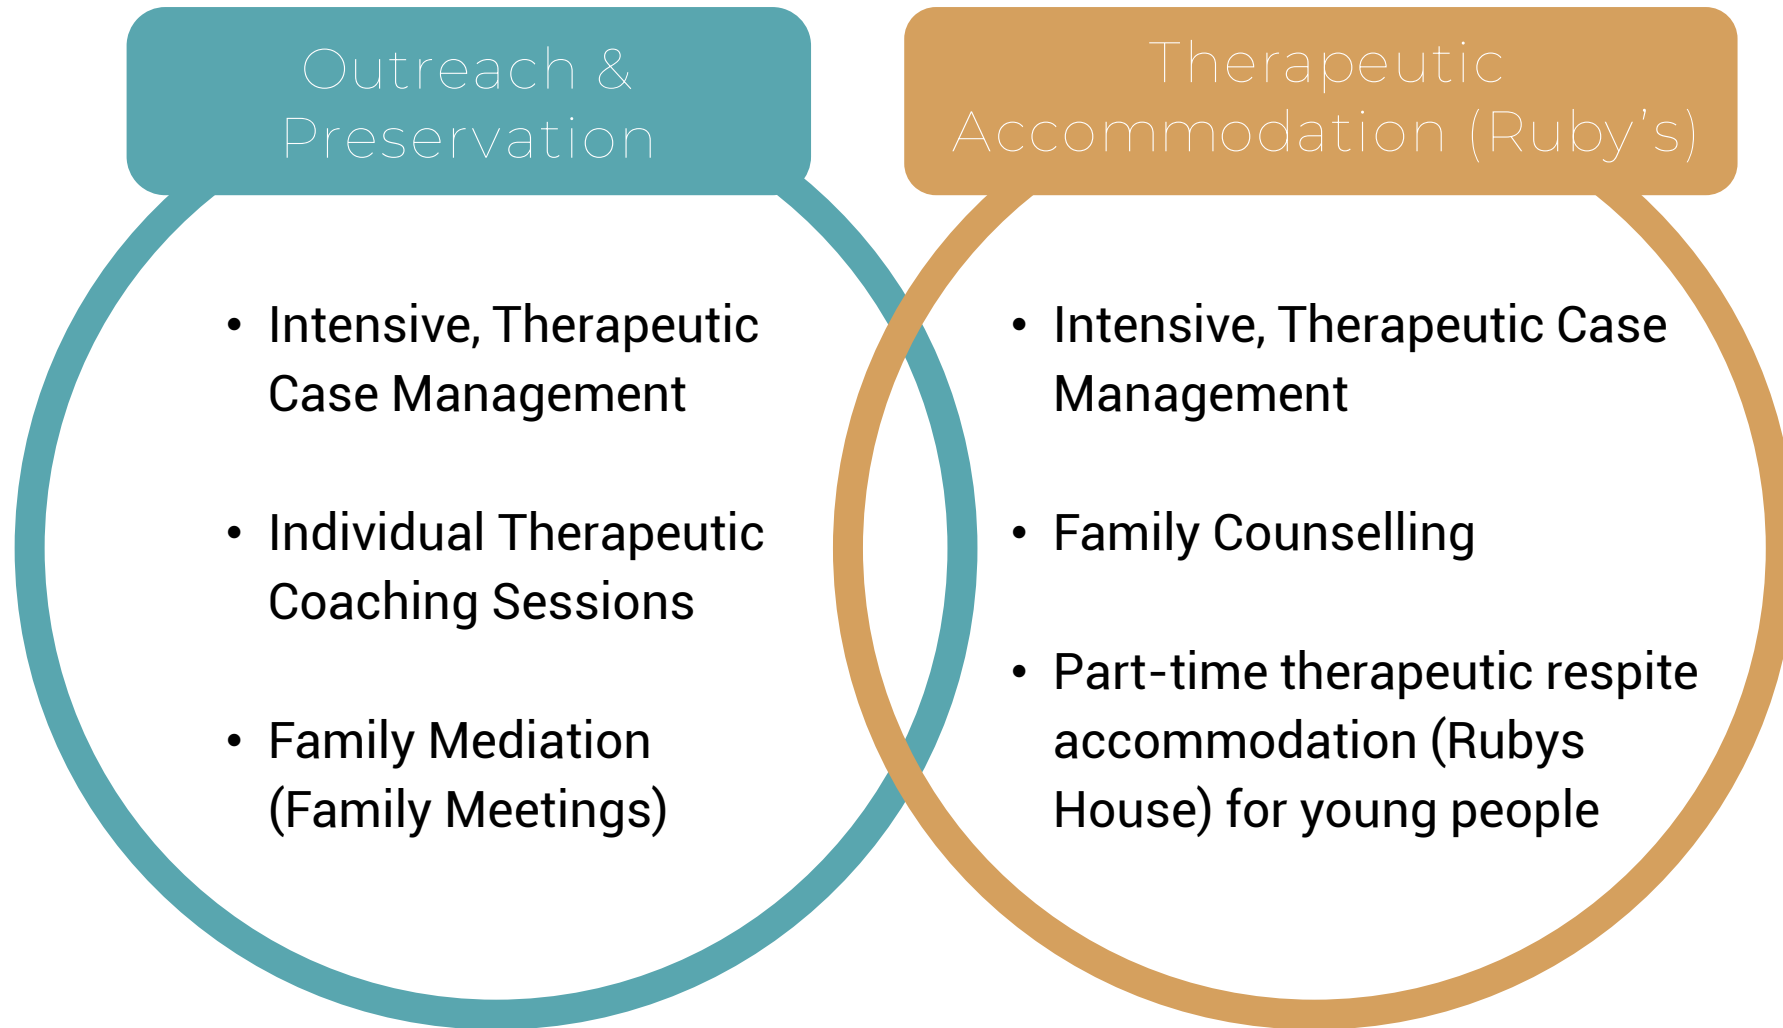 Outreach &
Preservation
• Intensive, Therapeutic
Case Management
• Individual Therapeutic
Coaching Sessions
• Family Mediation
(Family Meetings)
Therapeutic
Accommodation (Ruby’s)
• Intensive, Therapeutic Case
Management
• Family Counselling
• Part-time therapeutic respite
accommodation (Rubys
House) for young people